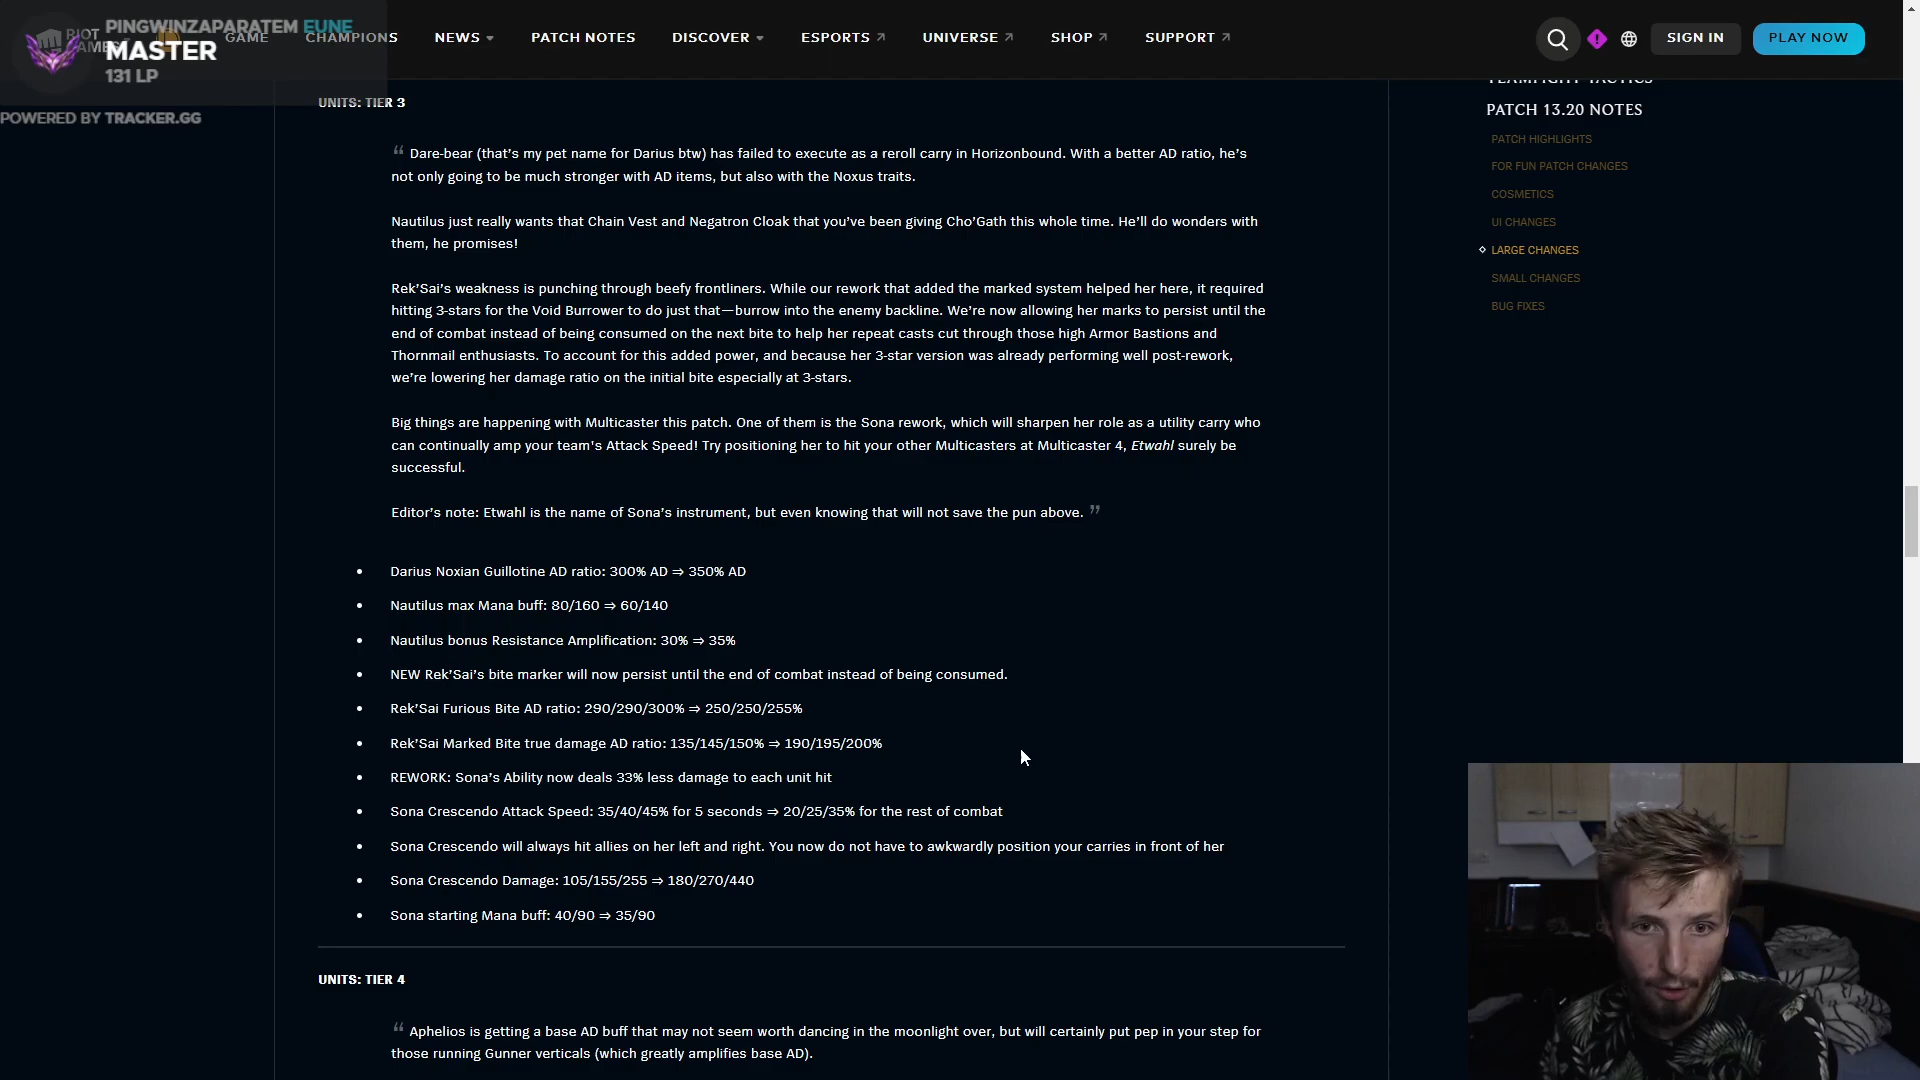 PINGWINZAPARATEM EUNE
MASTER
131 LP
POWERED BY TRACKER.GG
RIOT GAMES
GAME
CHAMPIONS
NEWS
PATCH NOTES
DISCOVER
ESPORTS
UNIVERSE
SHOP
SUPPORT
SIGN IN
PLAY NOW
TEAMFIGHT TACTICS
PATCH 13.20 NOTES
PATCH HIGHLIGHTS
FOR FUN PATCH CHANGES
COSMETICS
UI CHANGES
LARGE CHANGES
SMALL CHANGES
BUG FIXES
UNITS: TIER 3
“ Dare-bear (that’s my pet name for Darius btw) has failed to execute as a reroll carry in Horizonbound. With a better AD ratio, he’s
not only going to be much stronger with AD items, but also with the Noxus traits.
Nautilus just really wants that Chain Vest and Negatron Cloak that you’ve been giving Cho’Gath this whole time. He’ll do wonders with
them, he promises!
Rek’Sai’s weakness is punching through beefy frontliners. While our rework that added the marked system helped her here, it required
hitting 3-stars for the Void Burrower to do just that—burrow into the enemy backline. We’re now allowing her marks to persist until the
end of combat instead of being consumed on the next bite to help her repeat casts cut through those high Armor Bastions and
Thornmail enthusiasts. To account for this added power, and because her 3-star version was already performing well post-rework,
we’re lowering her damage ratio on the initial bite especially at 3-stars.
Big things are happening with Multicaster this patch. One of them is the Sona rework, which will sharpen her role as a utility carry who
can continually amp your team's Attack Speed! Try positioning her to hit your other Multicasters at Multicaster 4, Etwahl surely be
successful.
Editor’s note: Etwahl is the name of Sona’s instrument, but even knowing that will not save the pun above. ”
• Darius Noxian Guillotine AD ratio: 300% AD ⇒ 350% AD
• Nautilus max Mana buff: 80/160 ⇒ 60/140
• Nautilus bonus Resistance Amplification: 30% ⇒ 35%
• NEW Rek’Sai’s bite marker will now persist until the end of combat instead of being consumed.
• Rek’Sai Furious Bite AD ratio: 290/290/300% ⇒ 250/250/255%
• Rek’Sai Marked Bite true damage AD ratio: 135/145/150% ⇒ 190/195/200%
• REWORK: Sona’s Ability now deals 33% less damage to each unit hit
• Sona Crescendo Attack Speed: 35/40/45% for 5 seconds ⇒ 20/25/35% for the rest of combat
• Sona Crescendo will always hit allies on her left and right. You now do not have to awkwardly position your carries in front of her
• Sona Crescendo Damage: 105/155/255 ⇒ 180/270/440
• Sona starting Mana buff: 40/90 ⇒ 35/90
UNITS: TIER 4
“ Aphelios is getting a base AD buff that may not seem worth dancing in the moonlight over, but will certainly put pep in your step for
those running Gunner verticals (which greatly amplifies base AD).